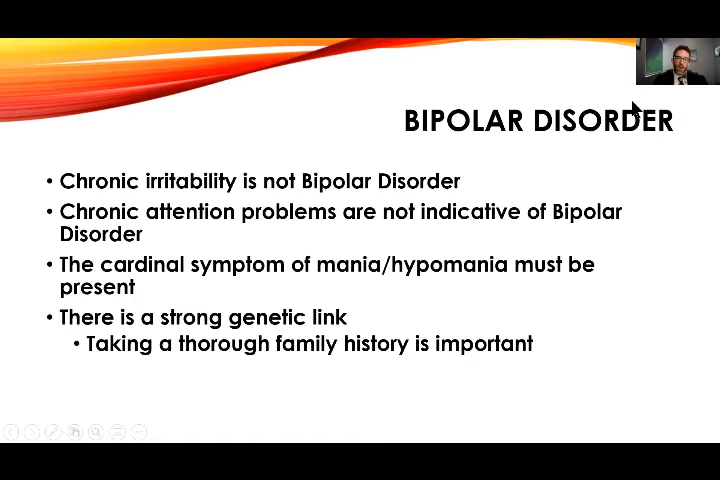 BIPOLAR DISORDER
• Chronic irritability is not Bipolar Disorder
• Chronic attention problems are not indicative of Bipolar
Disorder
• The cardinal symptom of mania/hypomania must be
present
• There is a strong genetic link
• Taking a thorough family history is important